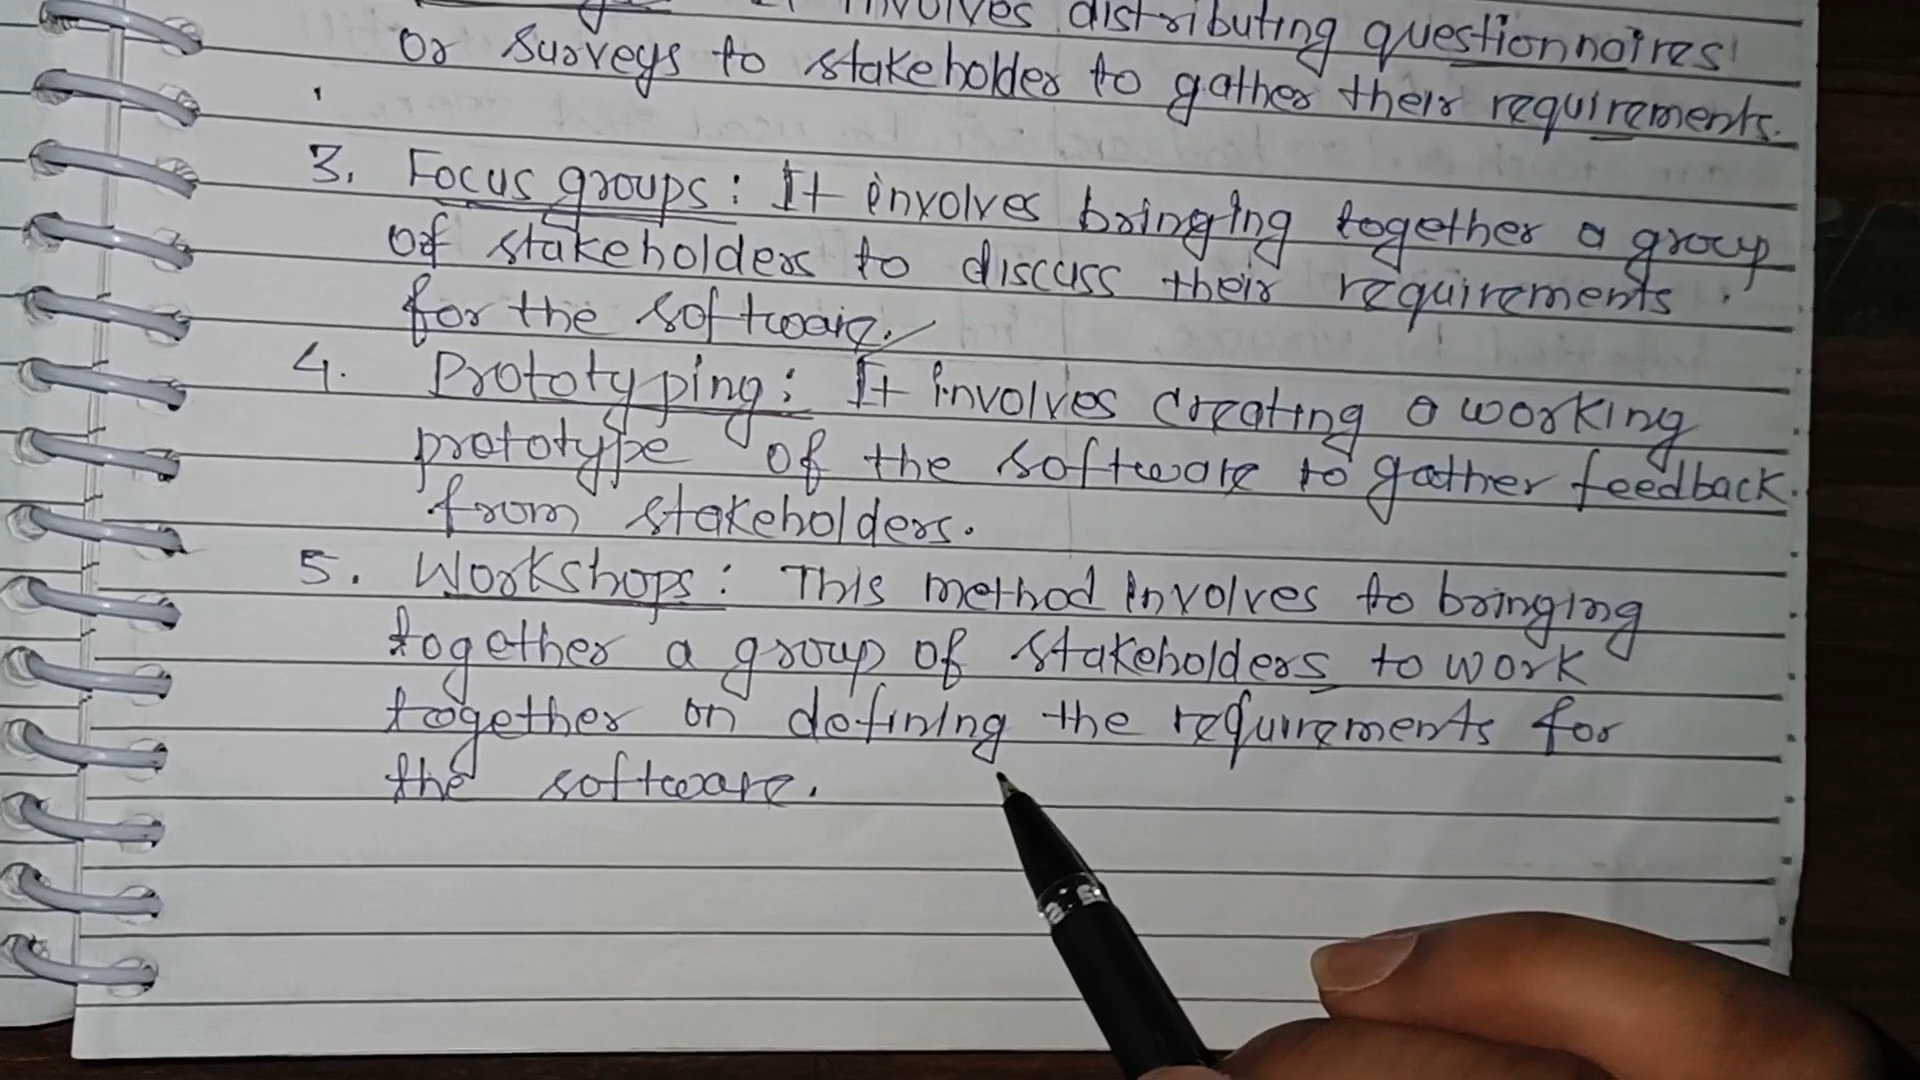 It involves distributing questionnaires
or surveys to stakeholder to gather their requirements.
3. Focus groups: It involves bringing together a group
of stakeholders to discuss their requirements
for the software.
4. Prototyping: It involves creating a working
prototype of the software to gather feedback
from stakeholders.
5. Workshops: This method involves to bringing
together a group of stakeholders to work
together on defining the requirements for
the software.